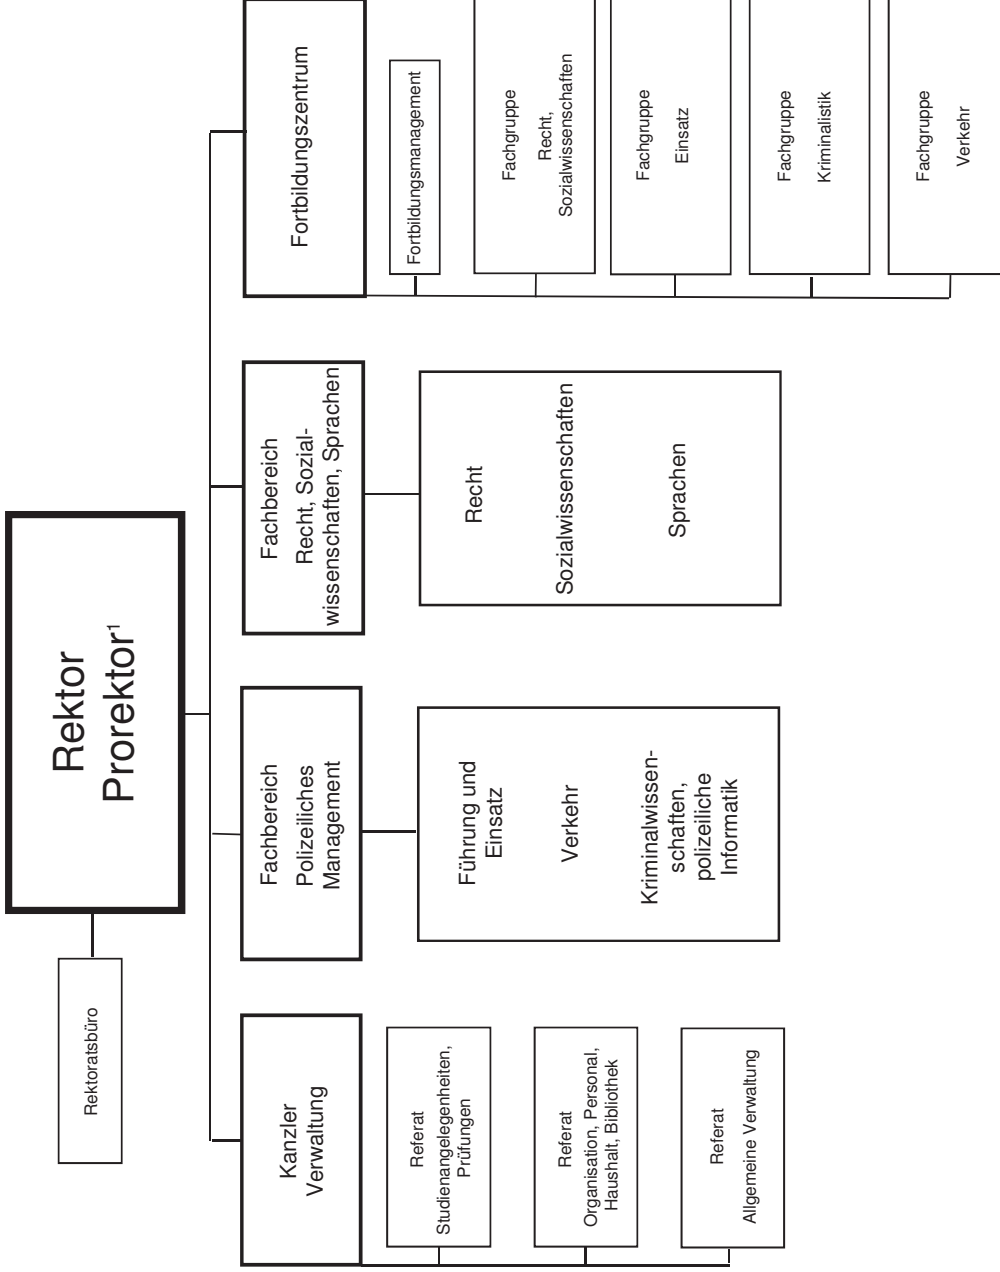 Rektor
Prorektor¹
Rektoratsbüro
Kanzler
Verwaltung
Referat
Studienangelegenheiten,
Prüfungen
Referat
Organisation, Personal,
Haushalt, Bibliothek
Referat
Allgemeine Verwaltung
Fachbereich
Polizeiliches
Management
Führung und
Einsatz
Verkehr
Kriminalwissen-
schaften,
polizeiliche
Informatik
Fachbereich
Recht, Sozial-
wissenschaften, Sprachen
Recht
Sozialwissenschaften
Sprachen
Fortbildungszentrum
Fortbildungsmanagement
Fachgruppe
Recht,
Sozialwissenschaften
Fachgruppe
Einsatz
Fachgruppe
Kriminalistik
Fachgruppe
Verkehr